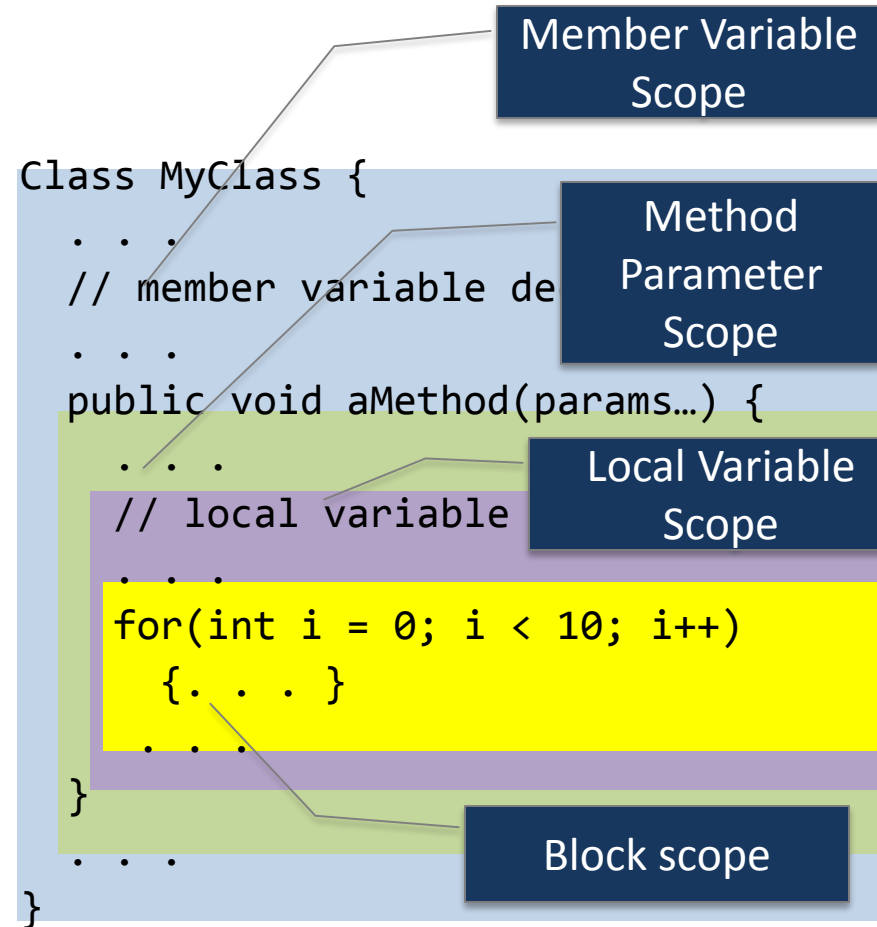 Member Variable
Scope
Class MyClass {
. . .
Method
Parameter
Scope
// member variable de
. . .
public void aMethod(params…) {
. . .
Local Variable
Scope
// local variable
. . .
for(int i = 0; i < 10; i++)
{. . . }
. . .
}
Block scope
. . .
}